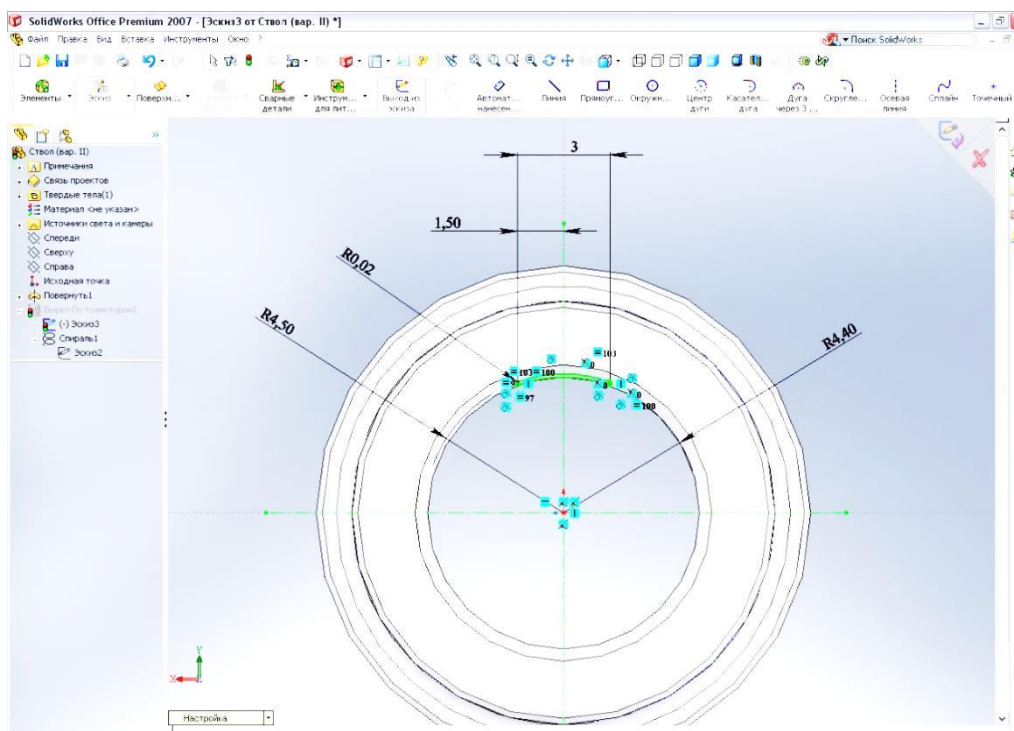 SolidWorks Office Premium 2007 - [Эскиз3 от Ствол (вар. II) *]
Файл Правка Вид Вставка Инструменты Окно ?
Поиск SolidWorks
Элементы Эскиз Поверхн... Сварные детали Инструм... для лит... Выход из эскиза Автомат... нанесен... Линия Прямоуг... Окружн... Центр дуги Касател... дуга Дуга через 3 ... Скругле... Осевая линия Сплайн Точечный
Ствол (вар. II)
Примечания
Связь проектов
Твердые тела(1)
Материал <не указан>
Источники света и камеры
Спереди
Сверху
Справа
Исходная точка
Повернуть1
Вырез-По траектории1
(-) Эскиз3
Спираль1
Эскиз2
3
1,50
R0,02
R4,50
R4,40
103
103
100
97
100
Y
X
Z
Настройка